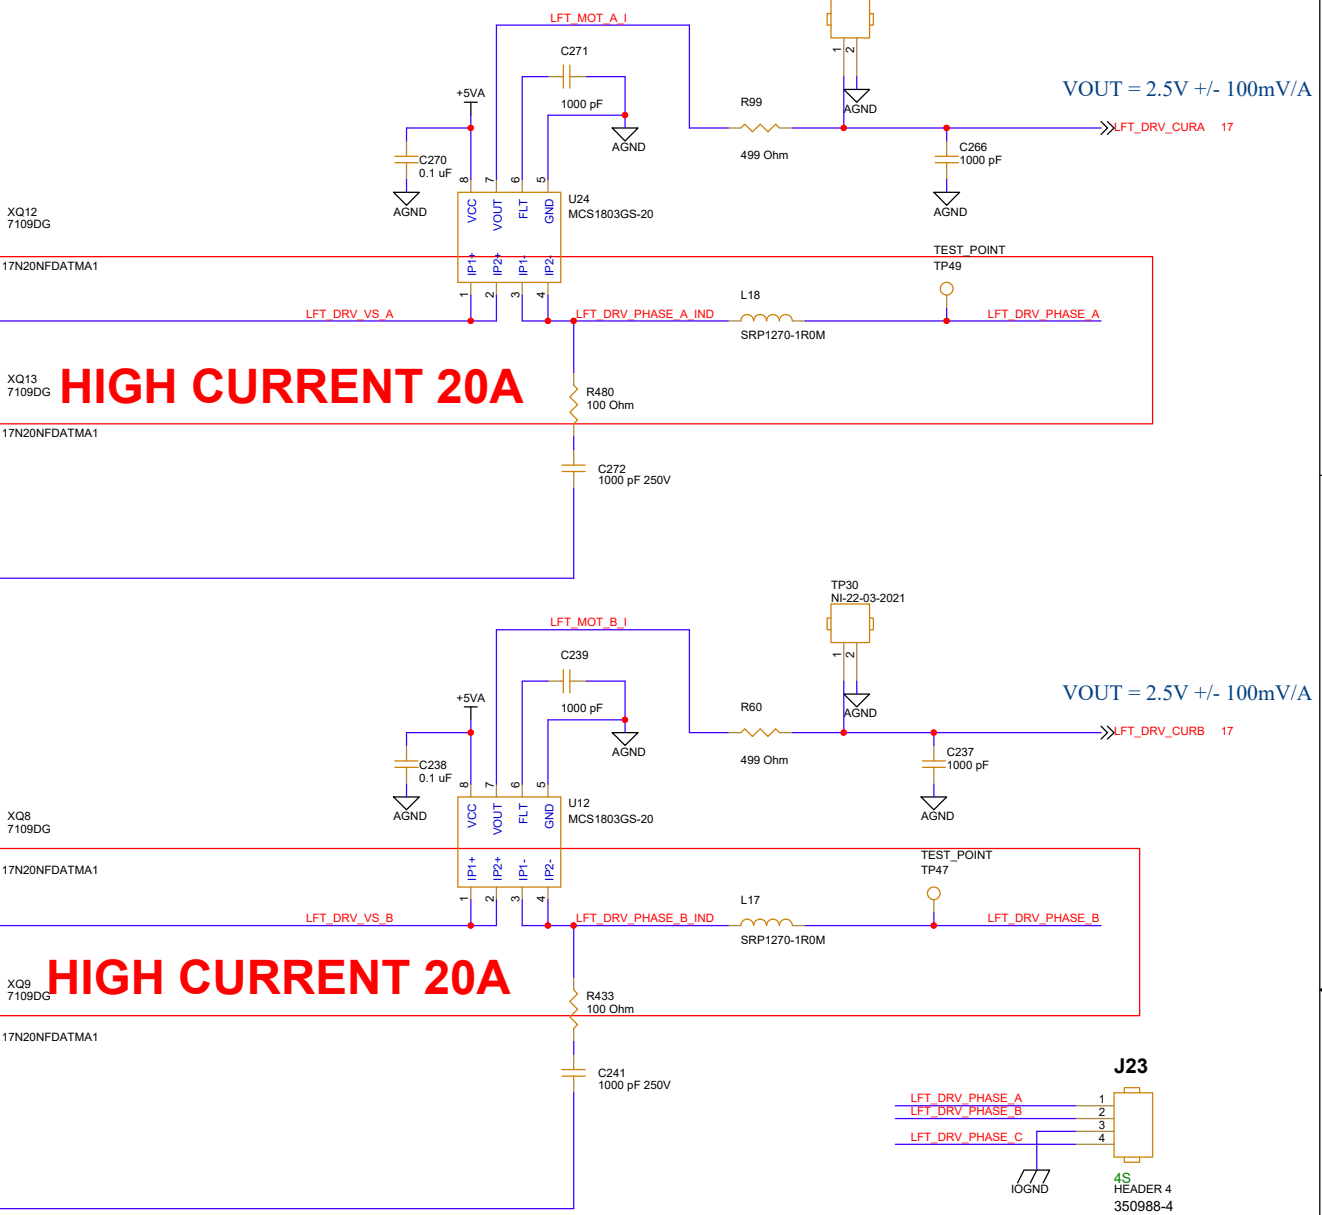 LFT_MOT_A_I
C271
1000 pF
+5VA
C270
0.1 uF
AGND
AGND
1
2
AGND
R99
499 Ohm
VOUT = 2.5V +/- 100mV/A
LFT_DRV_CURA 17
C266
1000 pF
AGND
8
7
6
5
VCC
VOUT
FLT
GND
U24
MCS1803GS-20
IP1+
IP2+
IP1-
IP2-
1
2
3
4
XQ12
7109DG
17N20NFDATMA1
TEST_POINT
TP49
LFT_DRV_VS_A
LFT_DRV_PHASE_A_IND
L18
SRP1270-1R0M
LFT_DRV_PHASE_A
XQ13
7109DG
HIGH CURRENT 20A
R480
100 Ohm
17N20NFDATMA1
C272
1000 pF 250V
TP30
NI-22-03-2021
1
2
AGND
LFT_MOT_B_I
C239
1000 pF
+5VA
C238
0.1 uF
AGND
AGND
R60
499 Ohm
VOUT = 2.5V +/- 100mV/A
LFT_DRV_CURB 17
C237
1000 pF
AGND
8
7
6
5
VCC
VOUT
FLT
GND
U12
MCS1803GS-20
IP1+
IP2+
IP1-
IP2-
1
2
3
4
XQ8
7109DG
17N20NFDATMA1
TEST_POINT
TP47
LFT_DRV_VS_B
LFT_DRV_PHASE_B_IND
L17
SRP1270-1R0M
LFT_DRV_PHASE_B
XQ9
7109DG
HIGH CURRENT 20A
R433
100 Ohm
17N20NFDATMA1
C241
1000 pF 250V
J23
LFT_DRV_PHASE_A 1
LFT_DRV_PHASE_B 2
3
LFT_DRV_PHASE_C 4
IOGND
4S
HEADER 4
350988-4